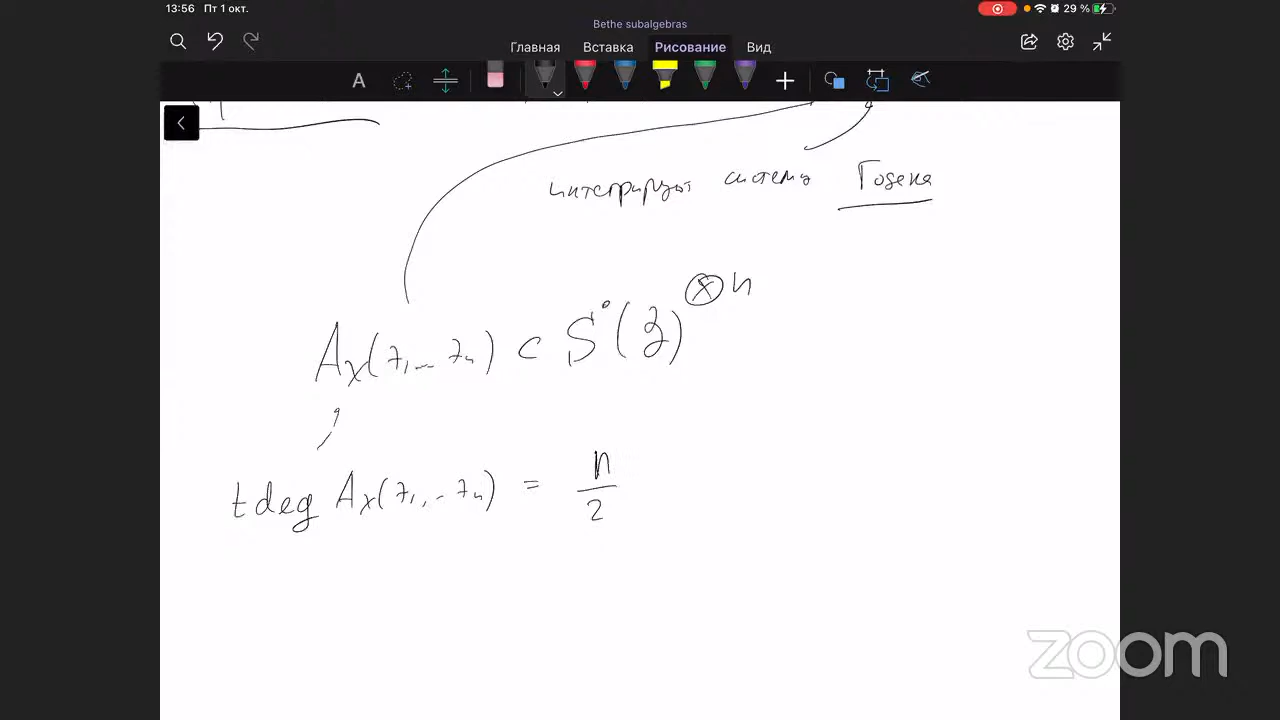 13:56 Пт 1 окт. 29 %
Bethe subalgebras
Главная Вставка Рисование Вид
A
интегрируют систему Годена
A_χ(z_1, ... z_n) ⊂ S^•(𝔤)^{⊗ n}
tdeg A_χ(z_1, ... z_n) = n/2
zoom